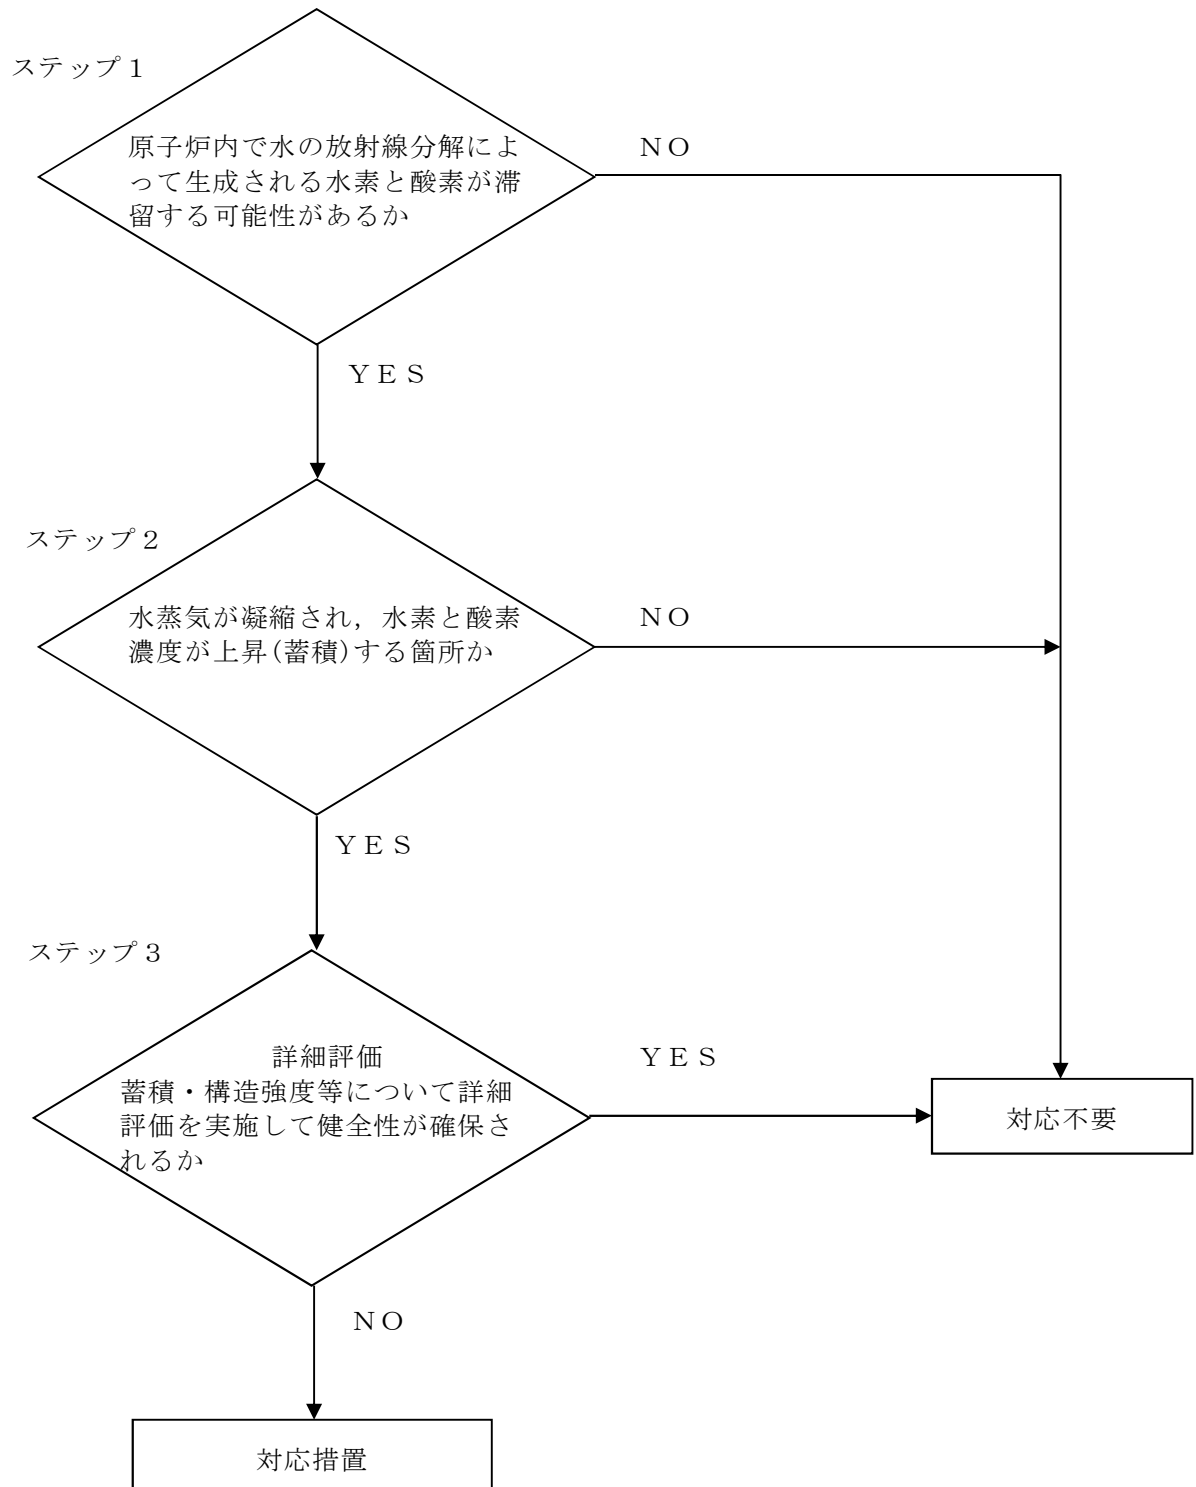 ステップ１
原子炉内で水の放射線分解によ
って生成される水素と酸素が滞
留する可能性があるか
ＮＯ
ＹＥＳ
ステップ２
水蒸気が凝縮され，水素と酸素
濃度が上昇(蓄積)する箇所か
ＮＯ
ＹＥＳ
ステップ３
詳細評価
蓄積・構造強度等について詳細
評価を実施して健全性が確保さ
れるか
ＹＥＳ
対応不要
ＮＯ
対応措置